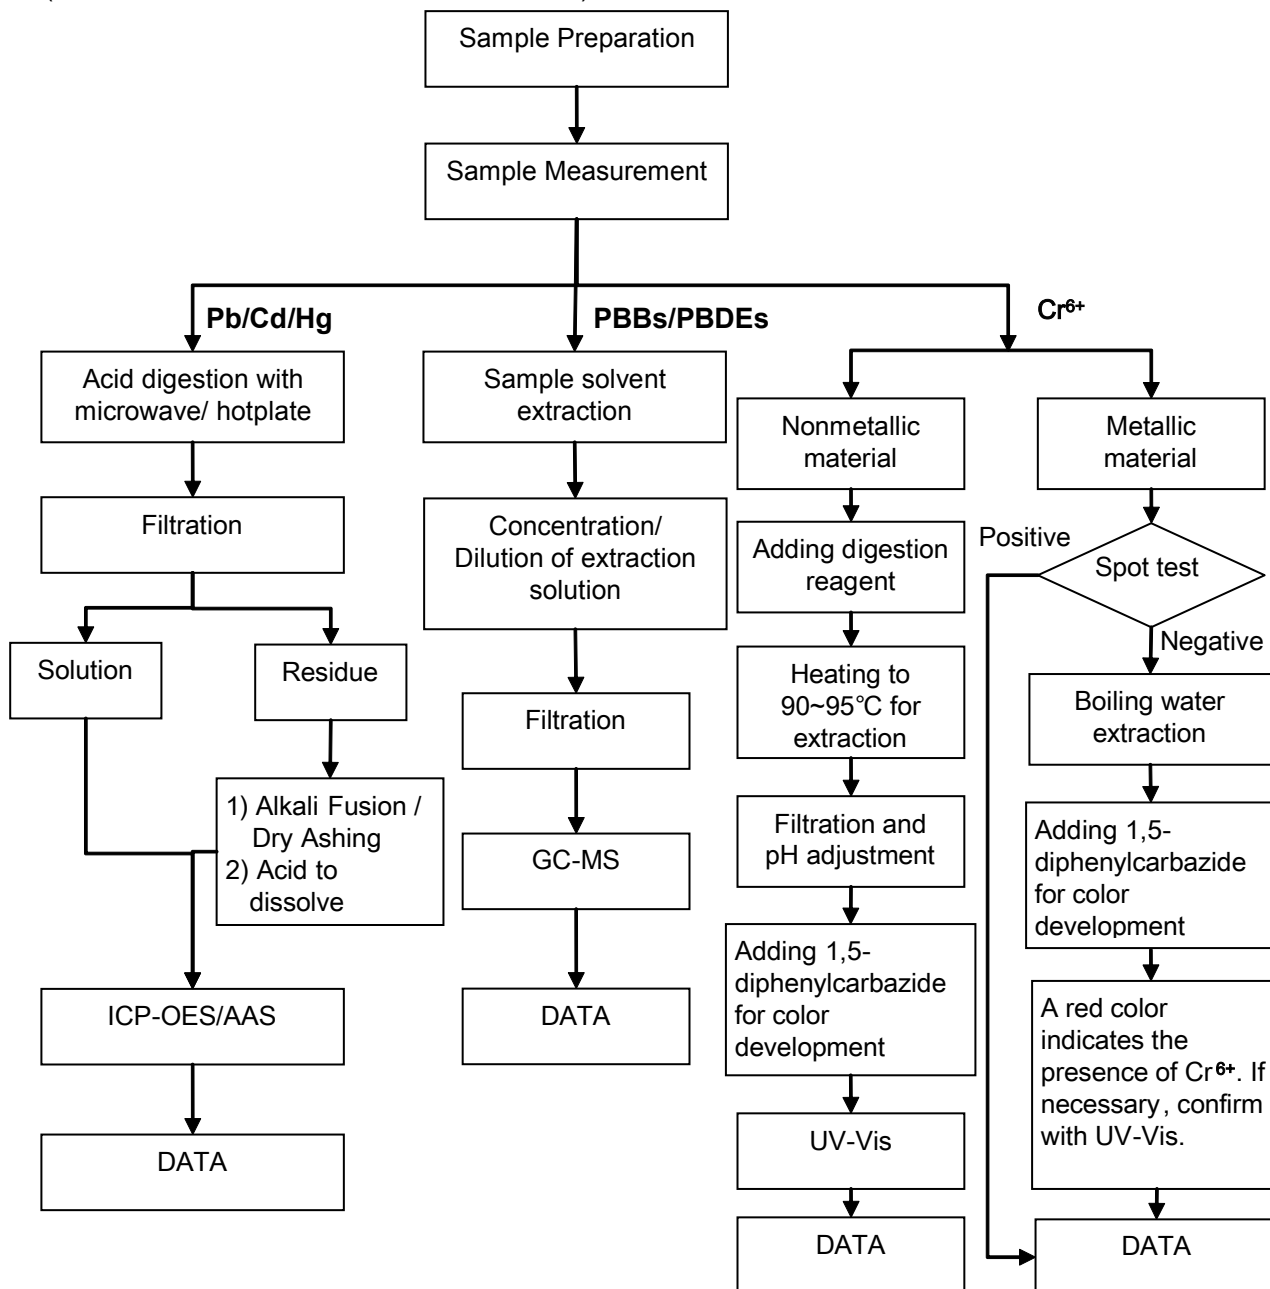 Sample Preparation
Sample Measurement
Pb/Cd/Hg
PBBs/PBDEs
Cr6+
Acid digestion with
microwave/ hotplate
Filtration
Solution
Residue
1) Alkali Fusion /
Dry Ashing
2) Acid to
dissolve
ICP-OES/AAS
DATA
Sample solvent
extraction
Concentration/
Dilution of extraction
solution
Filtration
GC-MS
DATA
Nonmetallic
material
Adding digestion
reagent
Heating to
90~95℃ for
extraction
Filtration and
pH adjustment
Adding 1,5-
diphenylcarbazide
for color
development
UV-Vis
DATA
Metallic
material
Positive
Spot test
Negative
Boiling water
extraction
Adding 1,5-
diphenylcarbazide
for color
development
A red color
indicates the
presence of Cr6+. If
necessary, confirm
with UV-Vis.
DATA